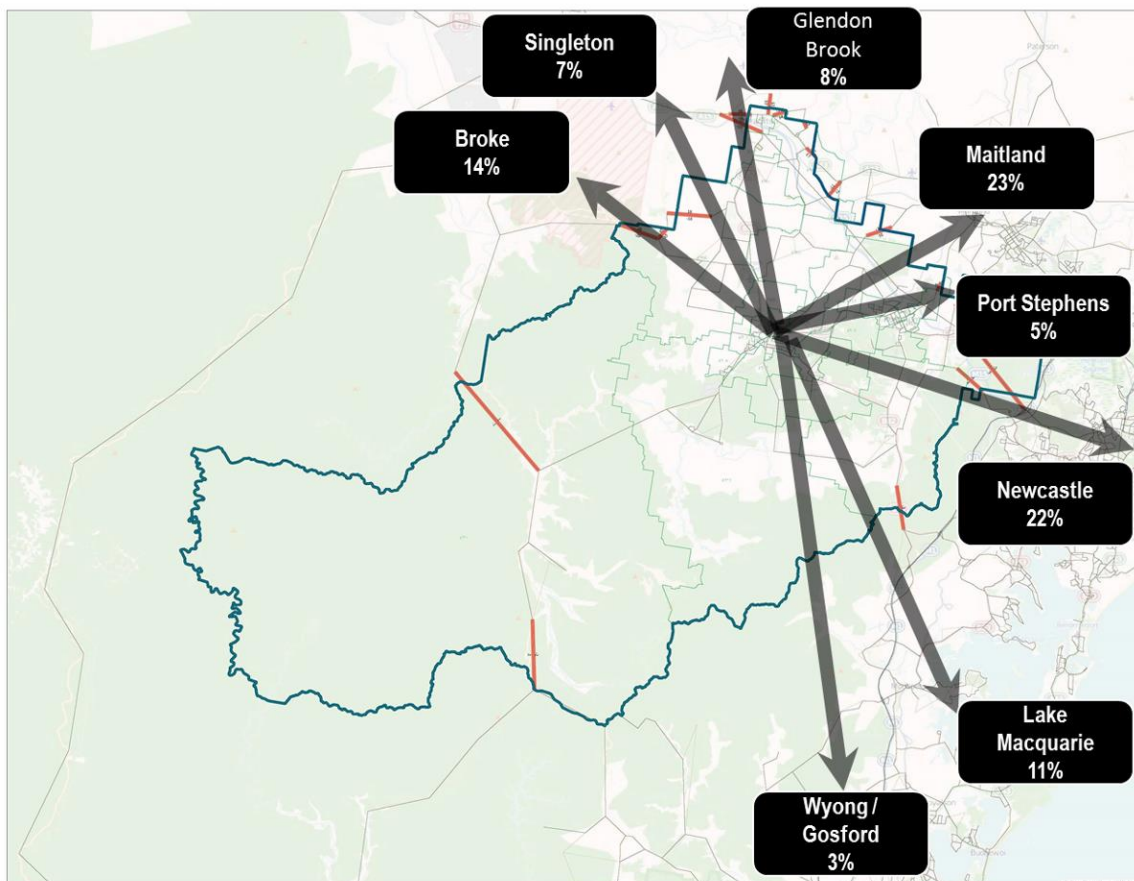 Glendon
Brook
8%
Singleton
7%
Broke
14%
Maitland
23%
Port Stephens
5%
Newcastle
22%
Lake
Macquarie
11%
Wyong /
Gosford
3%
Paterson